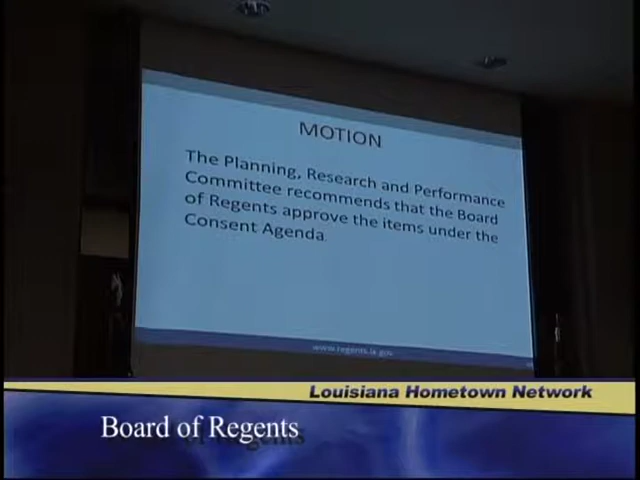 MOTION
The Planning, Research and Performance
Committee recommends that the Board
of Regents approve the items under the
Consent Agenda.
www.regents.la.gov
Louisiana Hometown Network
Board of Regents